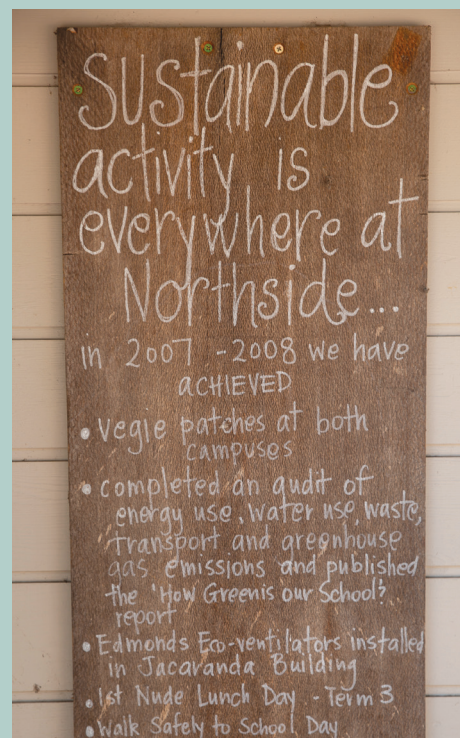 Sustainable
activity is
everywhere at
Northside...
in 2007 - 2008 we have
ACHIEVED
• vegie patches at both
campuses
• completed an audit of
energy use, water use, waste,
transport and greenhouse
gas emissions and published
the 'How Green is our School?'
report
• Edmonds Eco-ventilators installed
in Jacaranda Building
• 1st Nude Lunch Day - Term 3
• Walk Safely to School Day